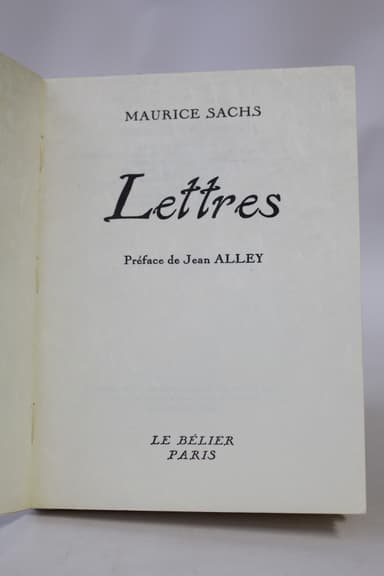 MAURICE SACHS
Lettres
Préface de Jean ALLEY
LE BÉLIER
PARIS